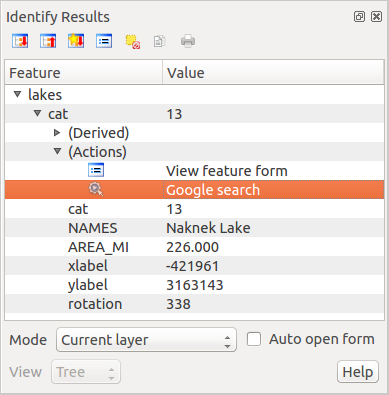 Identify Results
Feature Value
lakes
cat 13
(Derived)
(Actions)
View feature form
Google search
cat 13
NAMES Naknek Lake
AREA_MI 226.000
xlabel -421961
ylabel 3163143
rotation 338
Mode Current layer Auto open form
View Tree Help